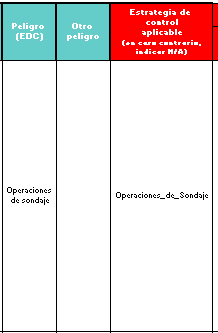 Peligro
(EDC)
Otro
peligro
Estrategia de
control
aplicable
(en caso contrario,
indicar N/A)
Operaciones
de sondaje
Operaciones_de_Sondaje